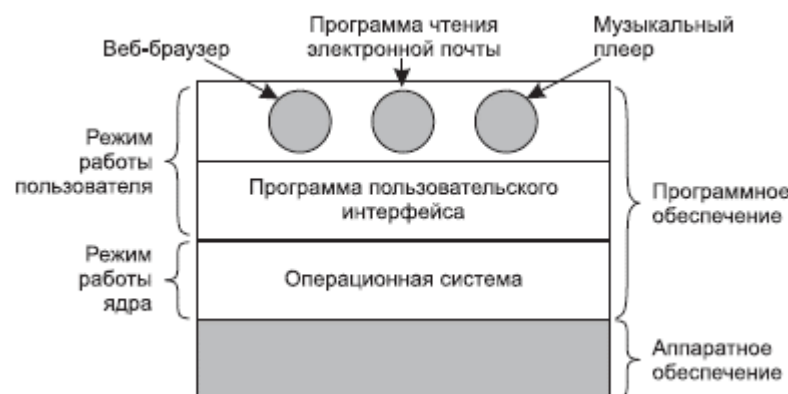 Веб-браузер
Программа чтения
электронной почты
Музыкальный
плеер
Режим
работы
пользователя
Программа пользовательского
интерфейса
Программное
обеспечение
Режим
работы
ядра
Операционная система
Аппаратное
обеспечение